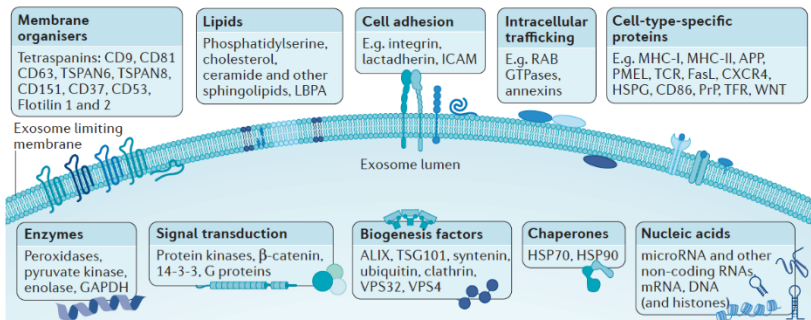 Membrane
organisers
Tetraspanins: CD9, CD81
CD63, TSPAN6, TSPAN8,
CD151, CD37, CD53,
Flotilin 1 and 2
Lipids
Phosphatidylserine,
cholesterol,
ceramide and other
sphingolipids, LBPA
Cell adhesion
E.g. integrin,
lactadherin, ICAM
Intracellular
trafficking
E.g. RAB
GTPases,
annexins
Cell-type-specific
proteins
E.g. MHC-I, MHC-II, APP,
PMEL, TCR, FasL, CXCR4,
HSPG, CD86, PrP, TFR, WNT
Exosome limiting
membrane
Exosome lumen
Enzymes
Peroxidases,
pyruvate kinase,
enolase, GAPDH
Signal transduction
Protein kinases, β-catenin,
14-3-3, G proteins
Biogenesis factors
ALIX, TSG101, syntenin,
ubiquitin, clathrin,
VPS32, VPS4
Chaperones
HSP70, HSP90
Nucleic acids
microRNA and other
non-coding RNAs,
mRNA, DNA
(and histones)